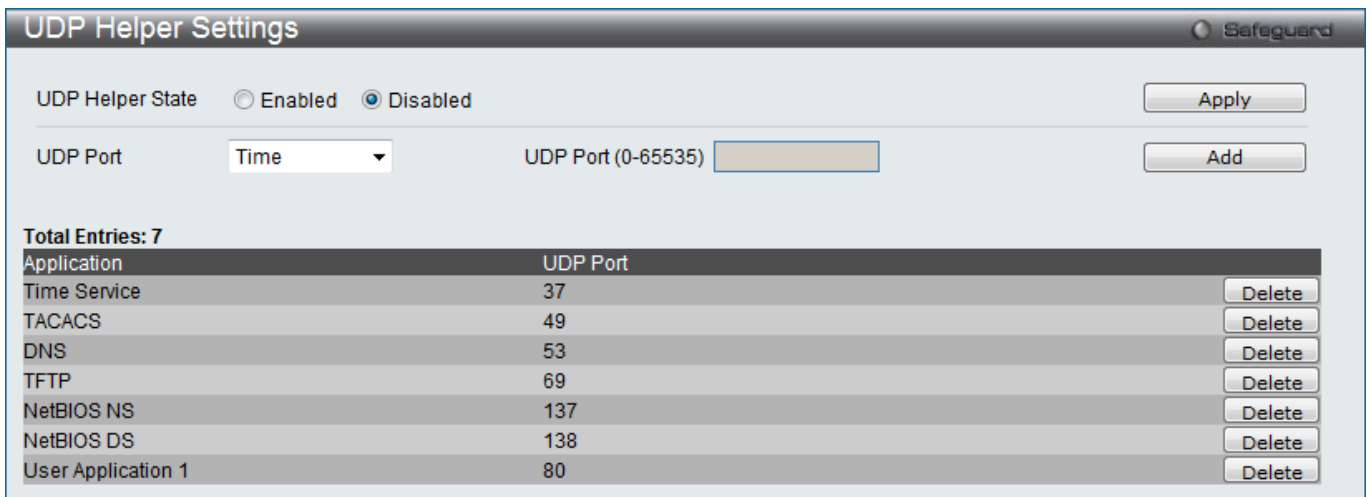 UDP Helper Settings Safeguard
UDP Helper State Enabled Disabled Apply
UDP Port Time UDP Port (0-65535) Add
Total Entries: 7
Application UDP Port
Time Service 37 Delete
TACACS 49 Delete
DNS 53 Delete
TFTP 69 Delete
NetBIOS NS 137 Delete
NetBIOS DS 138 Delete
User Application 1 80 Delete